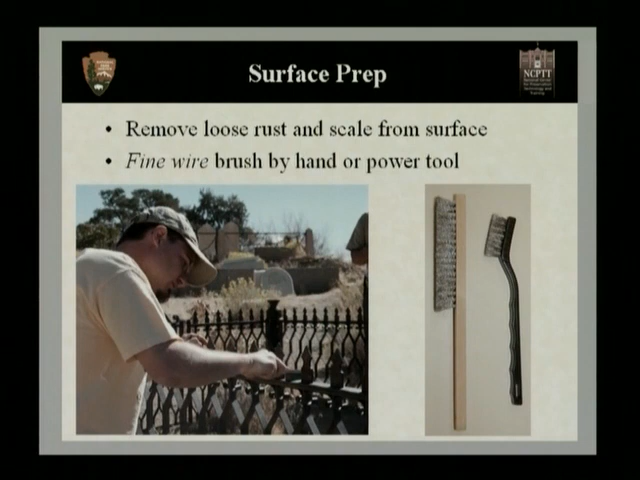 Surface Prep
NCPTT
• Remove loose rust and scale from surface
• Fine wire brush by hand or power tool